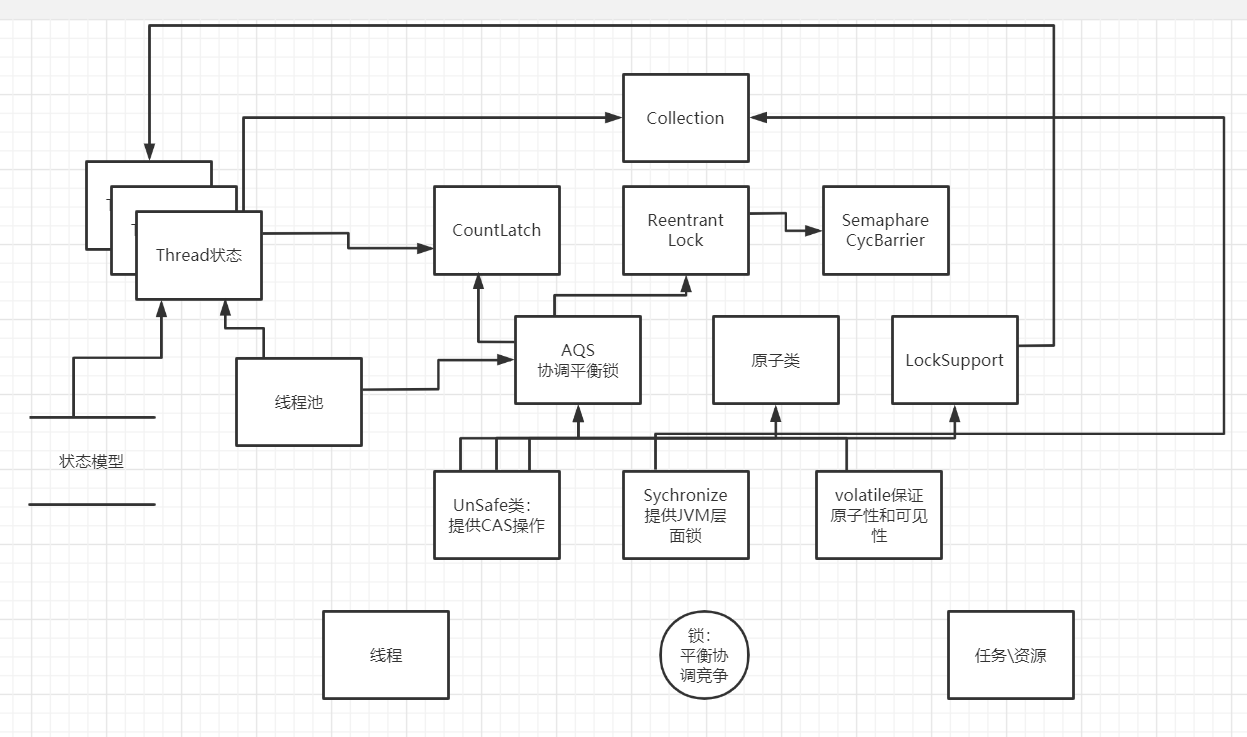 Collection
CountLatch
Reentrant
Lock
Semaphare
CycBarrier
Thread状态
AQS
协调平衡锁
原子类
LockSupport
线程池
状态模型
UnSafe类：
提供CAS操作
Sychronize
提供JVM层
面锁
volatile保证
原子性和可见
性
线程
锁：
平衡协
调竞争
任务\资源